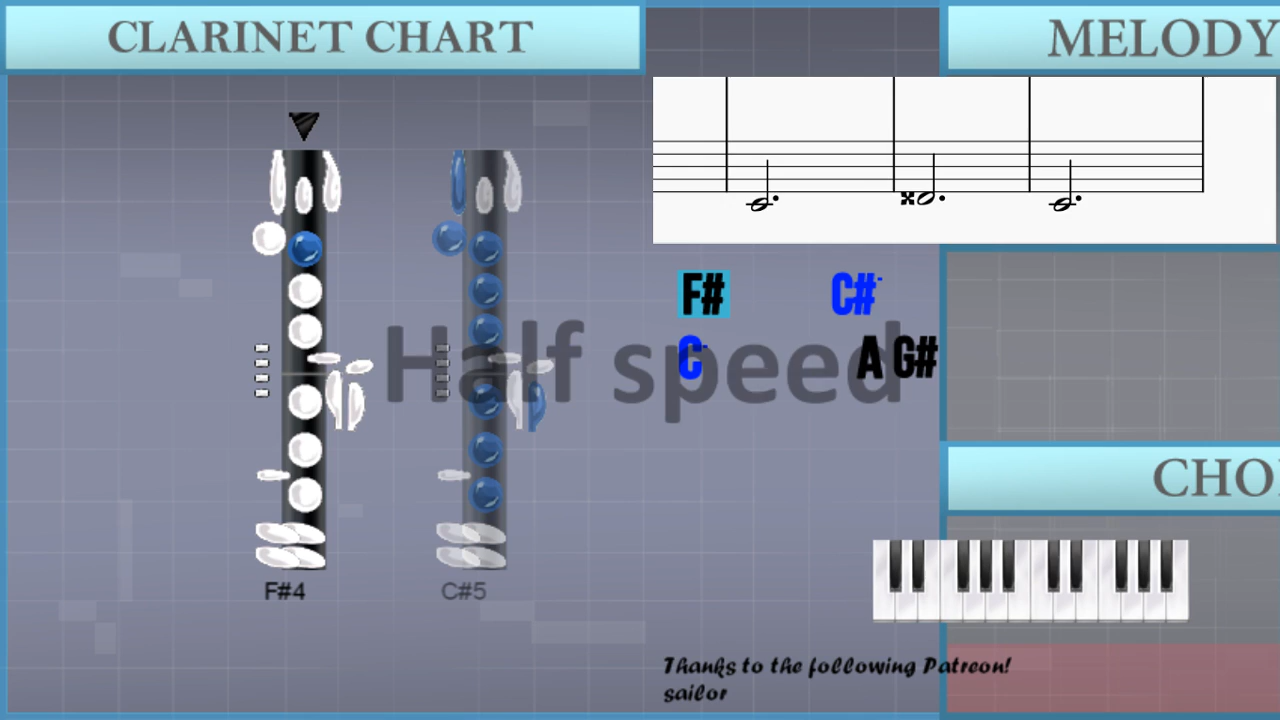 CLARINET CHART
MELODY
F# C#-
C- A G#
Half speed
F#4 C#5
CHO
Thanks to the following Patreon!
sailor